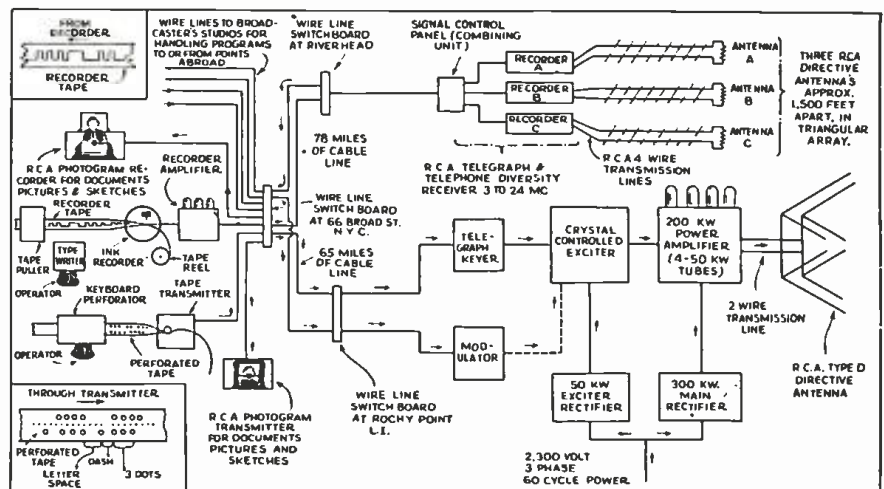 FROM
RECORDER
RECORDER
TAPE
WIRE LINES TO BROAD-
CASTER'S STUDIOS FOR
HANDLING PROGRAMS
TO OR FROM POINTS
ABROAD
WIRE LINE
SWITCHBOARD
AT RIVERHEAD
SIGNAL CONTROL
PANEL (COMBINING
UNIT)
RECORDER
A
RECORDER
B
RECORDER
C
ANTENNA
A
ANTENNA
B
ANTENNA
C
THREE RCA
DIRECTIVE
ANTENNA'S
APPROX.
1,500 FEET
APART, IN
TRIANGULAR
ARRAY.
R.C.A. TELEGRAPH &
TELEPHONE DIVERSITY
RECEIVER 3 TO 24 MC
R.C.A 4 WIRE
TRANSMISSION
LINES
78 MILES
OF CABLE
LINE
R.C.A PHOTOGRAM RE-
CORDER FOR DOCUMENTS
PICTURES & SKETCHES
RECORDER
AMPLIFIER
RECORDER
TAPE
TAPE
PULLER
TYPE
WRITER
INK
RECORDER
TAPE
REEL
OPERATOR
WIRE LINE
SWITCH BOARD
AT 66 BROAD ST.
N Y C.
65 MILES
OF CABLE
LINE
KEYBOARD
PERFORATOR
TAPE
TRANSMITTER
OPERATOR
PERFORATED
TAPE
TELE-
GRAPH
KEYER
CRYSTAL
CONTROLLED
EXCITER
200 KW
POWER
AMPLIFIER
(4-50 KW
TUBES)
2 WIRE
TRANSMISSION
LINE
R.C.A. TYPE D
DIRECTIVE
ANTENNA
MOD-
ULATOR
50 KW
EXCITER
RECTIFIER
300 KW.
MAIN
RECTIFIER
2,300 VOLT
3 PHASE
60 CYCLE POWER
WIRE LINE
SWITCH BOARD
AT ROCHY POINT
L.I.
R C A PHOTOGRAM
TRANSMITTER
FOR DOCUMENTS
PICTURES AND
SKETCHES
THROUGH TRANSMITTER
PERFORATED
TAPE
LETTER
SPACE
DASH
3 DOTS